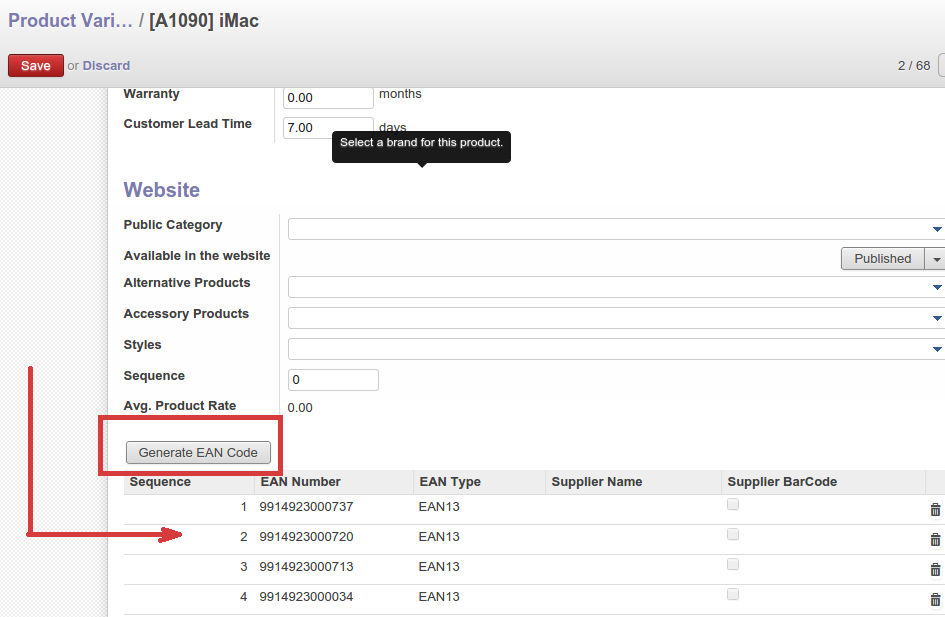 Product Vari... / [A1090] iMac
Save or Discard
2 / 68
Warranty 0.00 months
Customer Lead Time 7.00 days
Select a brand for this product.
Website
Public Category
Available in the website Published
Alternative Products
Accessory Products
Styles
Sequence 0
Avg. Product Rate 0.00
Generate EAN Code
Sequence EAN Number EAN Type Supplier Name Supplier BarCode
1 9914923000737 EAN13
2 9914923000720 EAN13
3 9914923000713 EAN13
4 9914923000034 EAN13